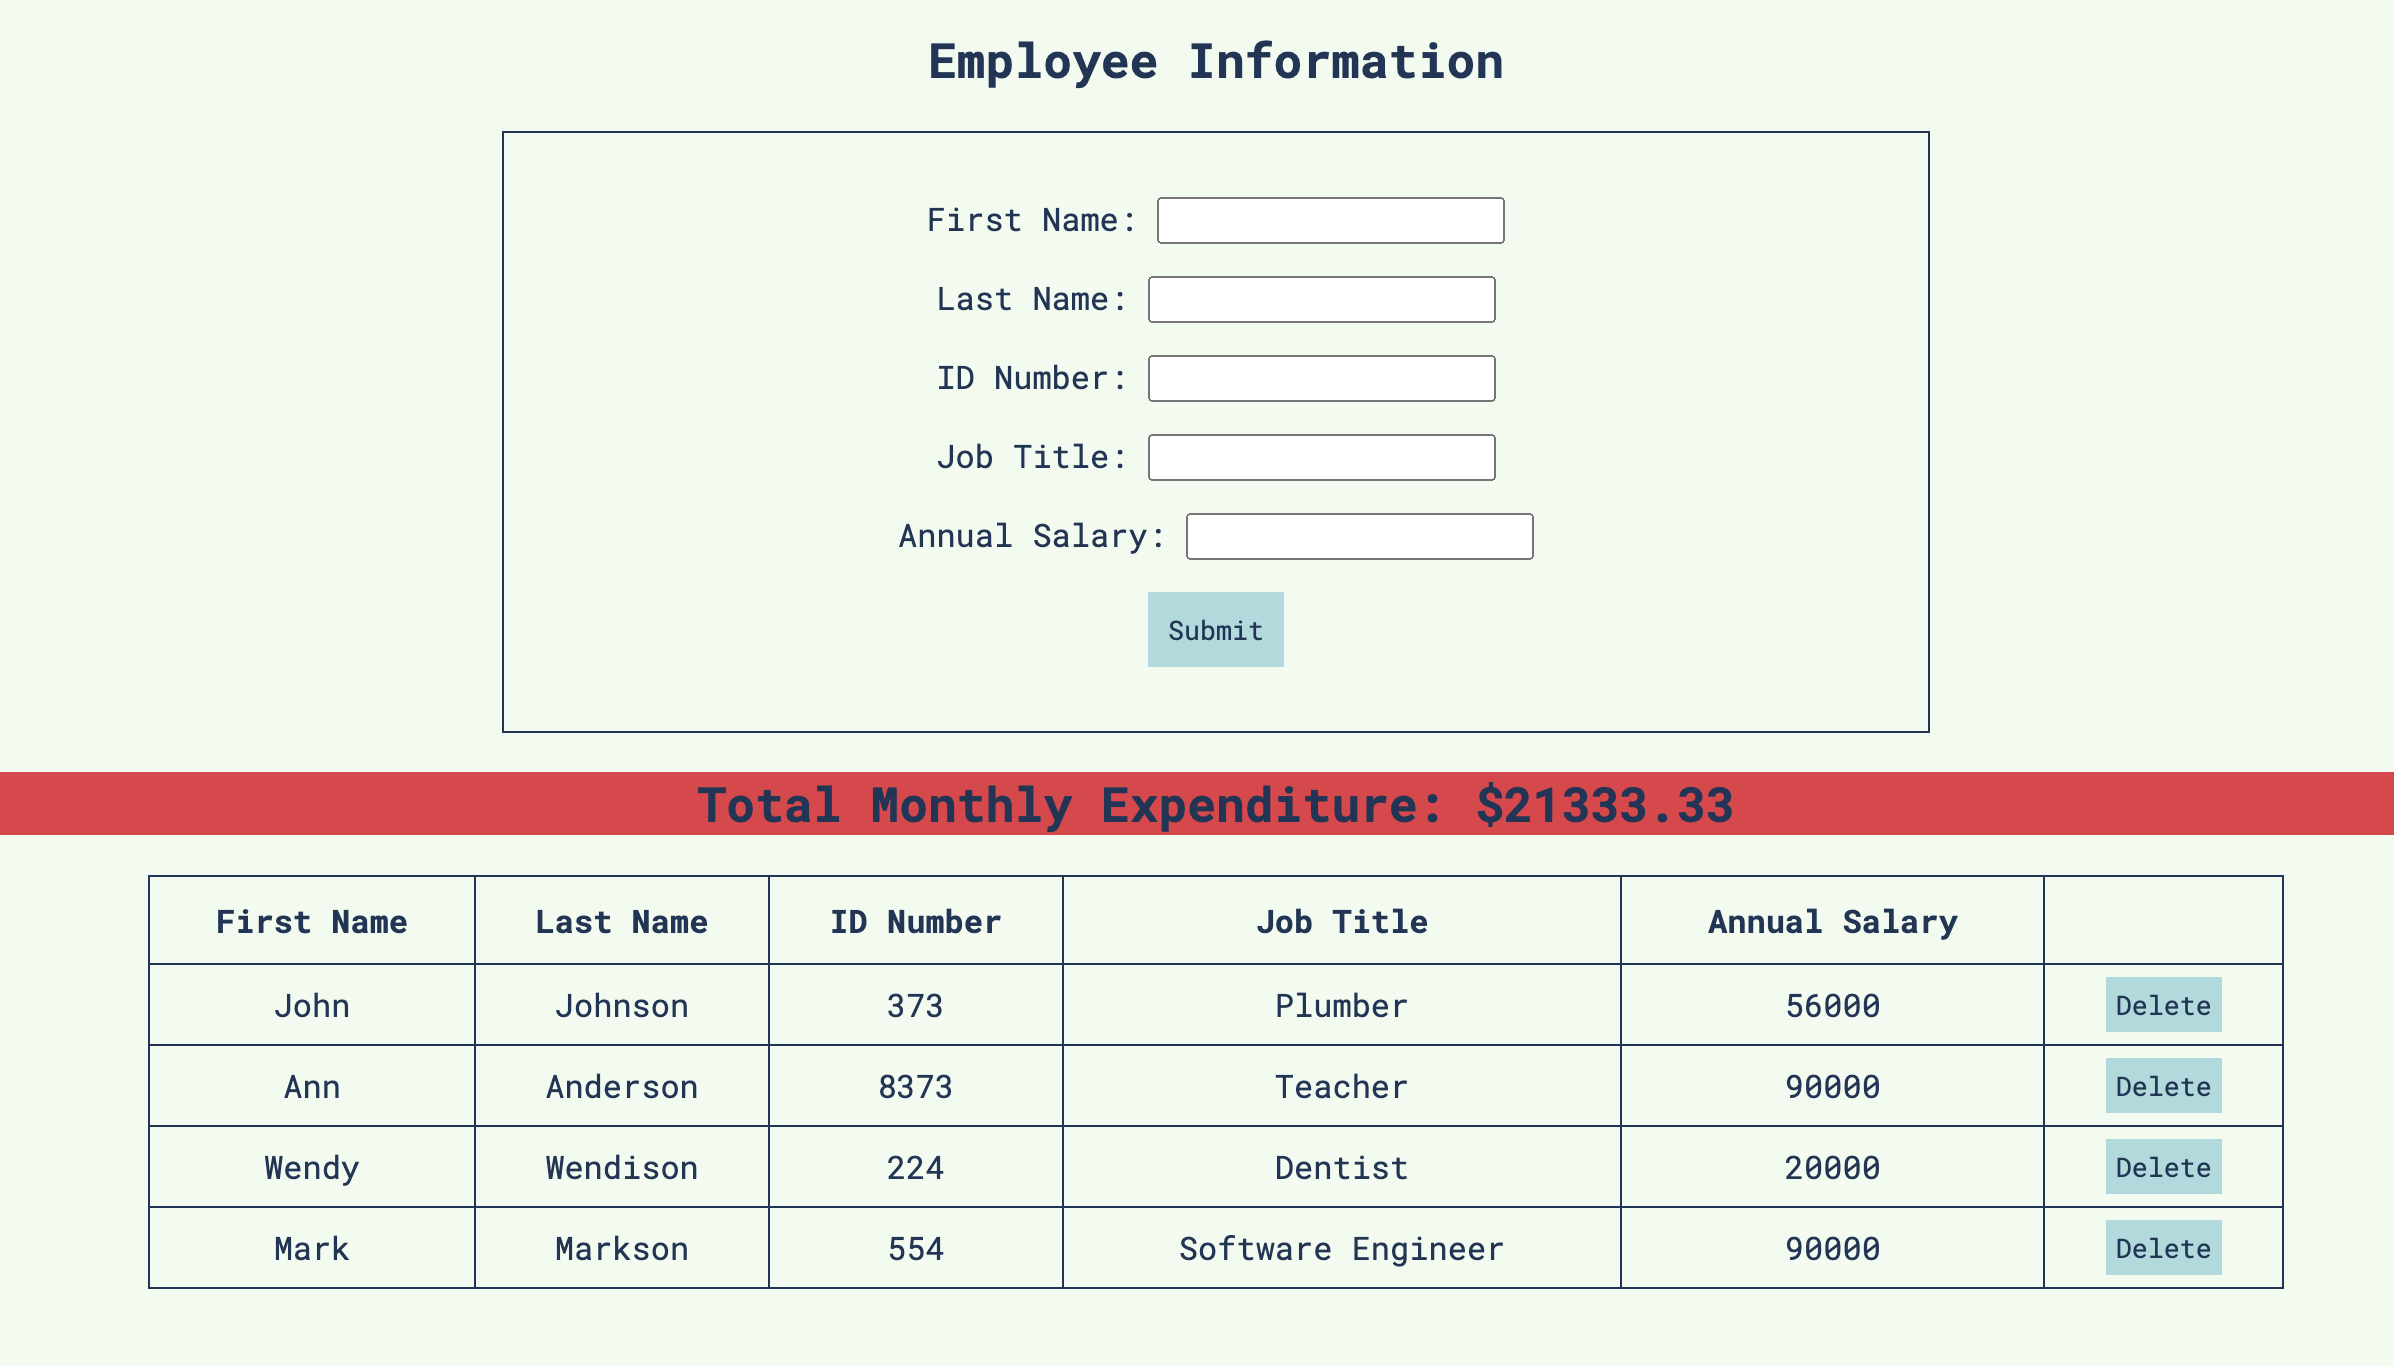 Employee Information
First Name:
Last Name:
ID Number:
Job Title:
Annual Salary:
Submit
Total Monthly Expenditure: $21333.33
First Name Last Name ID Number Job Title Annual Salary
John Johnson 373 Plumber 56000 Delete
Ann Anderson 8373 Teacher 90000 Delete
Wendy Wendison 224 Dentist 20000 Delete
Mark Markson 554 Software Engineer 90000 Delete